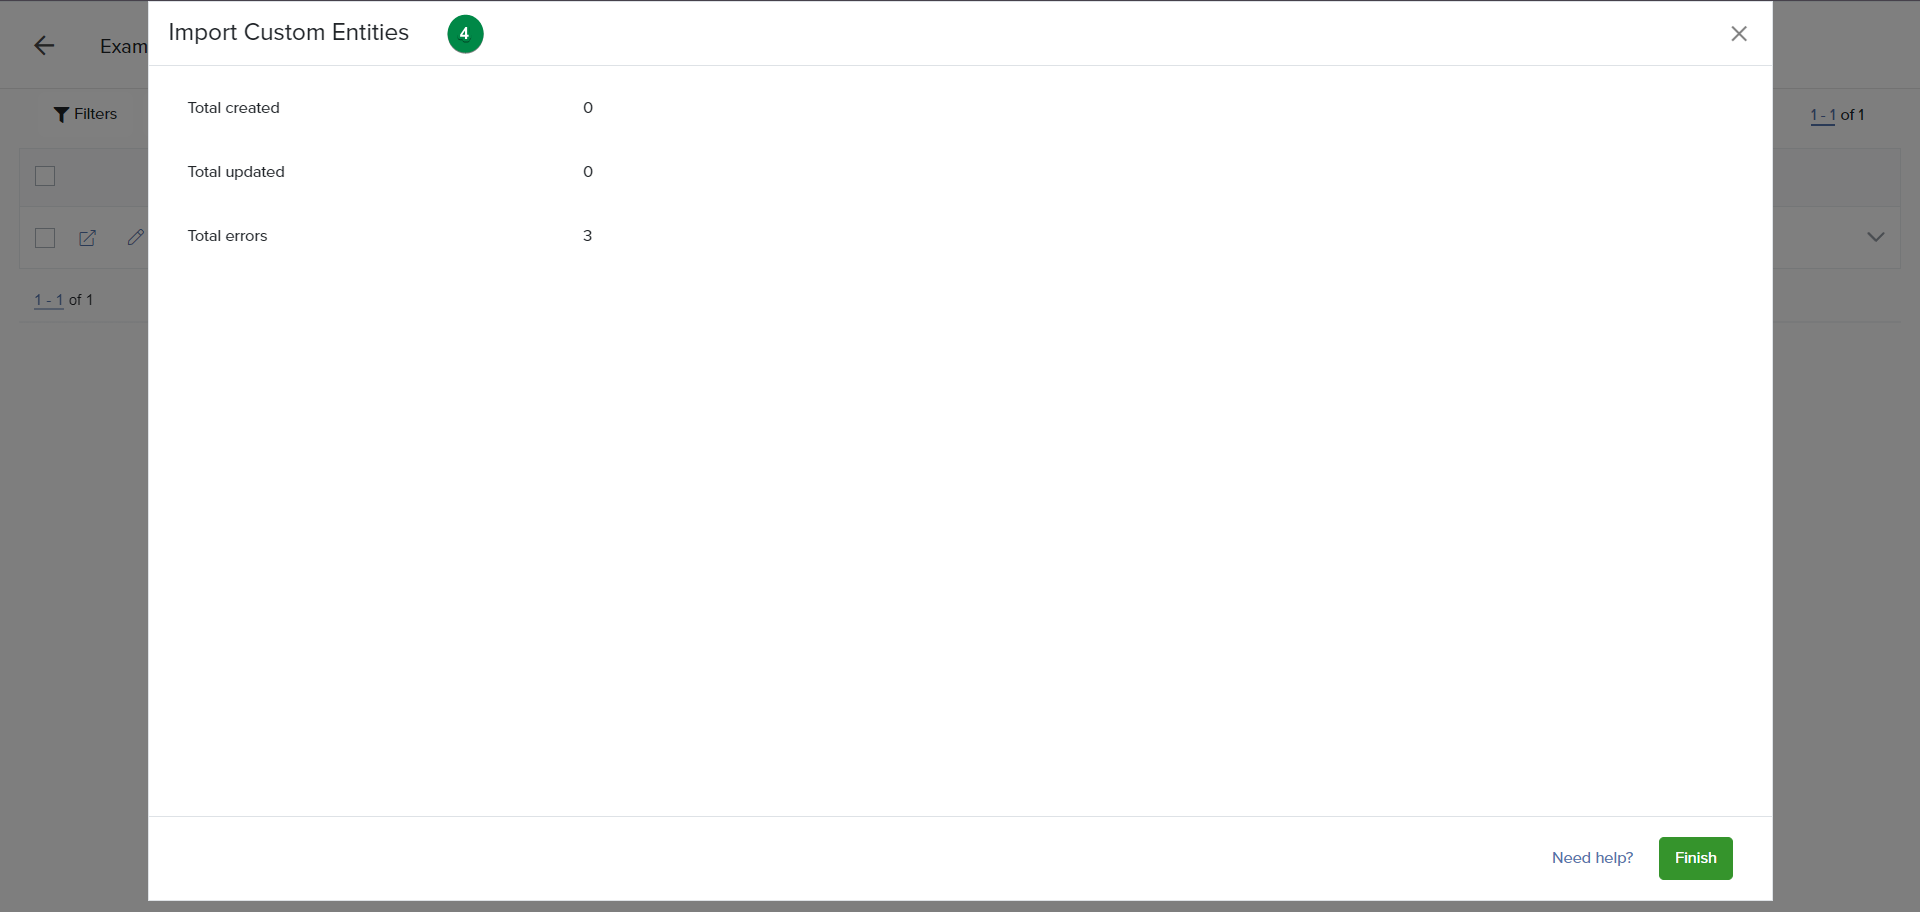 Import Custom Entities 4
Exam
Filters
1 - 1 of 1
Total created 0
Total updated 0
Total errors 3
1 - 1 of 1
Need help? Finish